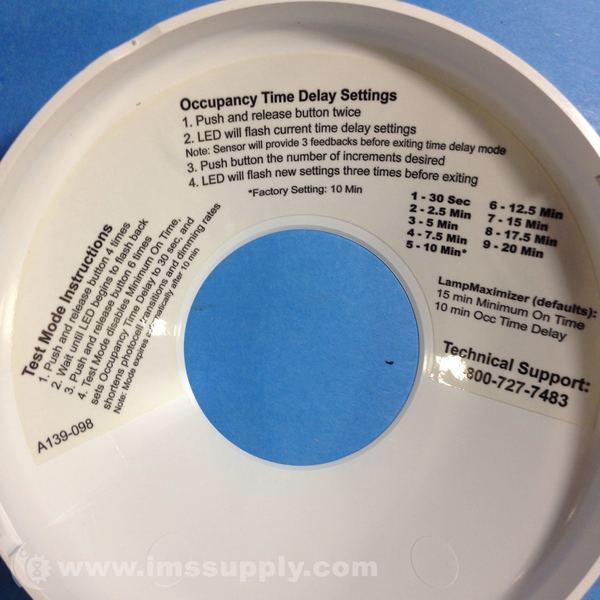 Occupancy Time Delay Settings
1. Push and release button twice
2. LED will flash current time delay settings
Note: Sensor will provide 3 feedbacks before exiting time delay mode
3. Push button the number of increments desired
4. LED will flash new settings three times before exiting
*Factory Setting: 10 Min
1 - 30 Sec
2 - 2.5 Min
3 - 5 Min
4 - 7.5 Min
5 - 10 Min*
6 - 12.5 Min
7 - 15 Min
8 - 17.5 Min
9 - 20 Min
LampMaximizer (defaults):
15 min Minimum On Time
10 min Occ Time Delay
Technical Support:
800-727-7483
Test Mode Instructions
1. Push and release button 4 times
2. Wait until LED begins to flash back
3. Push and release button 6 times
4. Test Mode disables Minimum On Time,
sets Occupancy Time Delay to 30 sec, and
shortens photocell transitions and dimming rates
Note: Mode expires automatically after 10 min
A139-098
www.imssupply.com